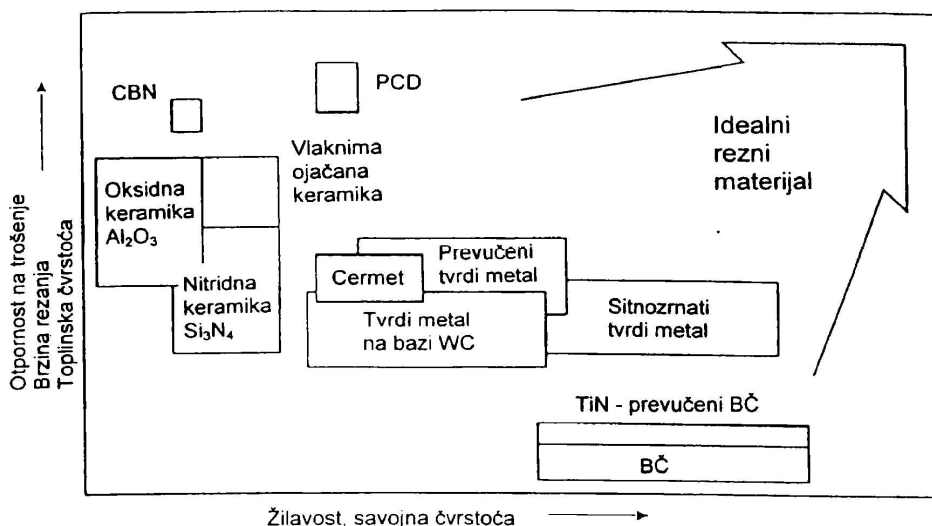 CBN
PCD
Idealni
rezni
materijal
Vlaknima
ojačana
keramika
Oksidna
keramika
Al₂O₃
Nitridna
keramika
Si₃N₄
Prevučeni
tvrdi metal
Cermet
Tvrdi metal
na bazi WC
Sitnozrnati
tvrdi metal
TiN - prevučeni BČ
BČ
Otpornost na trošenje
Brzina rezanja
Toplinska čvrstoća
Žilavost, savojna čvrstoća